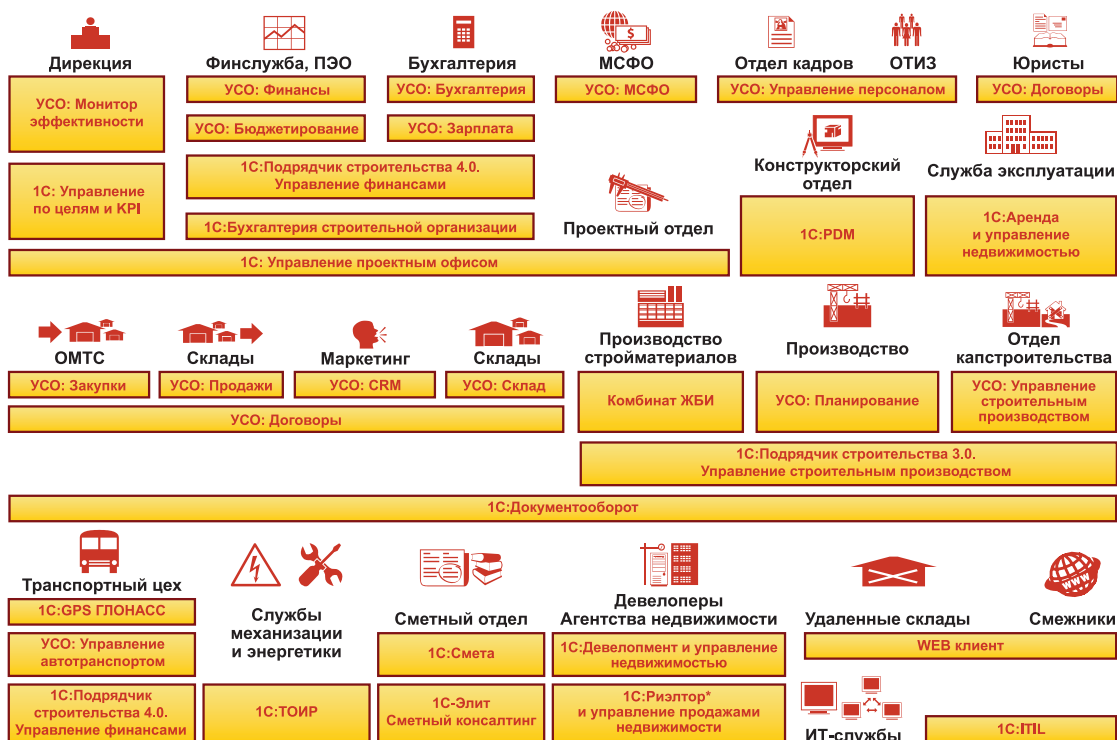 Дирекция
Финслужба, ПЭО
Бухгалтерия
МСФО
Отдел кадров
ОТИЗ
Юристы
УСО: Монитор
эффективности
УСО: Финансы
УСО: Бухгалтерия
УСО: МСФО
УСО: Управление персоналом
УСО: Договоры
УСО: Бюджетирование
УСО: Зарплата
1С:Подрядчик строительства 4.0.
Управление финансами
1С: Управление
по целям и KPI
1С:Бухгалтерия строительной организации
Проектный отдел
Конструкторский
отдел
Служба эксплуатации
1С:PDM
1С:Аренда
и управление
недвижимостью
1С: Управление проектным офисом
ОМТС
Склады
Маркетинг
Склады
Производство
стройматериалов
Производство
Отдел
капстроительства
УСО: Закупки
УСО: Продажи
УСО: CRM
УСО: Склад
Комбинат ЖБИ
УСО: Планирование
УСО: Управление
строительным
производством
УСО: Договоры
1С:Подрядчик строительства 3.0.
Управление строительным производством
1С:Документооборот
Транспортный цех
Службы
механизации
и энергетики
Сметный отдел
Девелоперы
Агентства недвижимости
Удаленные склады
Смежники
WWW
1С:GPS ГЛОНАСС
УСО: Управление
автотранспортом
1С:Смета
1С:Девелопмент и управление
недвижимостью
WEB клиент
1С:Подрядчик
строительства 4.0.
Управление финансами
1С:ТОИР
1С-Элит
Сметный консалтинг
1С:Риэлтор*
и управление продажами
недвижимости
ИТ-службы
1С:ITIL